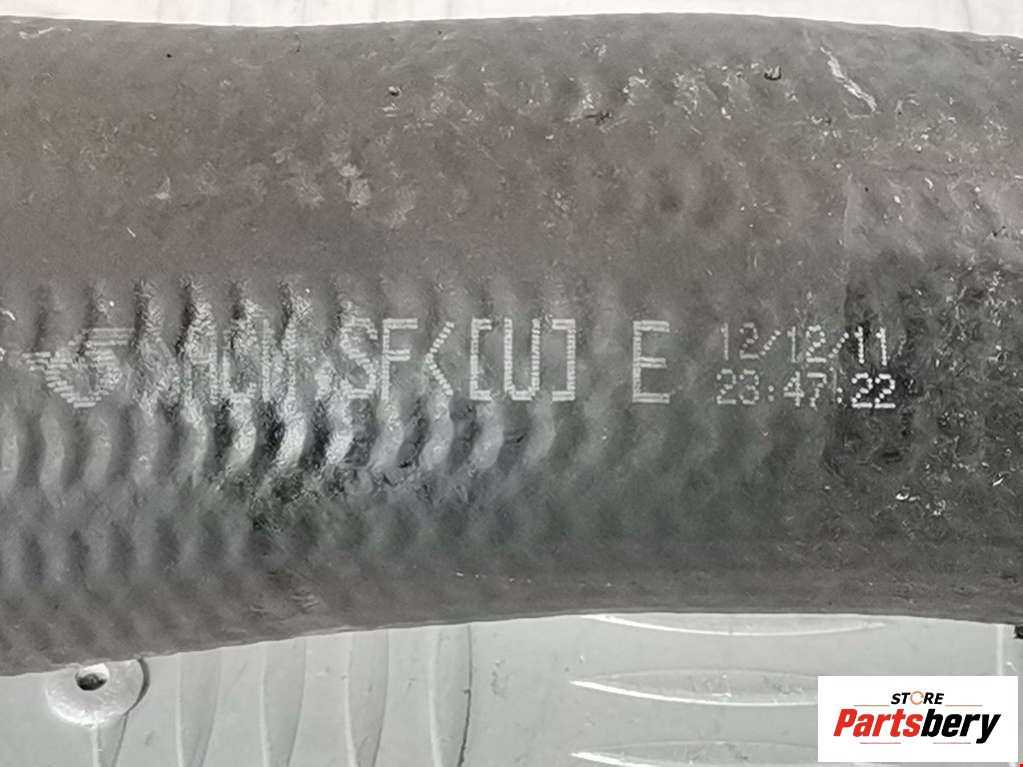 SFK[U] E
12/12/11
23:47:22
STORE
Partsbery